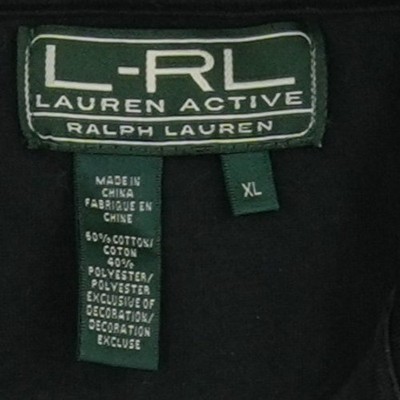 L-RL
LAUREN ACTIVE
RALPH LAUREN
XL
MADE IN
CHINA
FABRIQUE EN
CHINE
60% COTTON/
COTON
40%
POLYESTER/
POLYESTER
EXCLUSIVE OF
DECORATION/
DECORATION
EXCLUSE